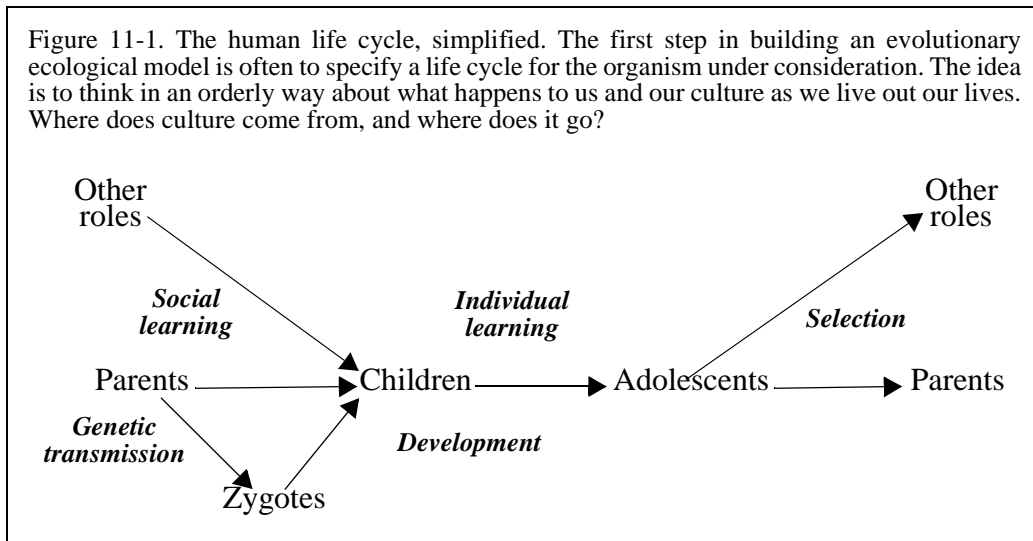 Figure 11-1. The human life cycle, simplified. The first step in building an evolutionary
ecological model is often to specify a life cycle for the organism under consideration. The idea
is to think in an orderly way about what happens to us and our culture as we live out our lives.
Where does culture come from, and where does it go?
Other
roles
Other
roles
Social
learning
Individual
learning
Selection
Parents
Children
Adolescents
Parents
Genetic
transmission
Development
Zygotes